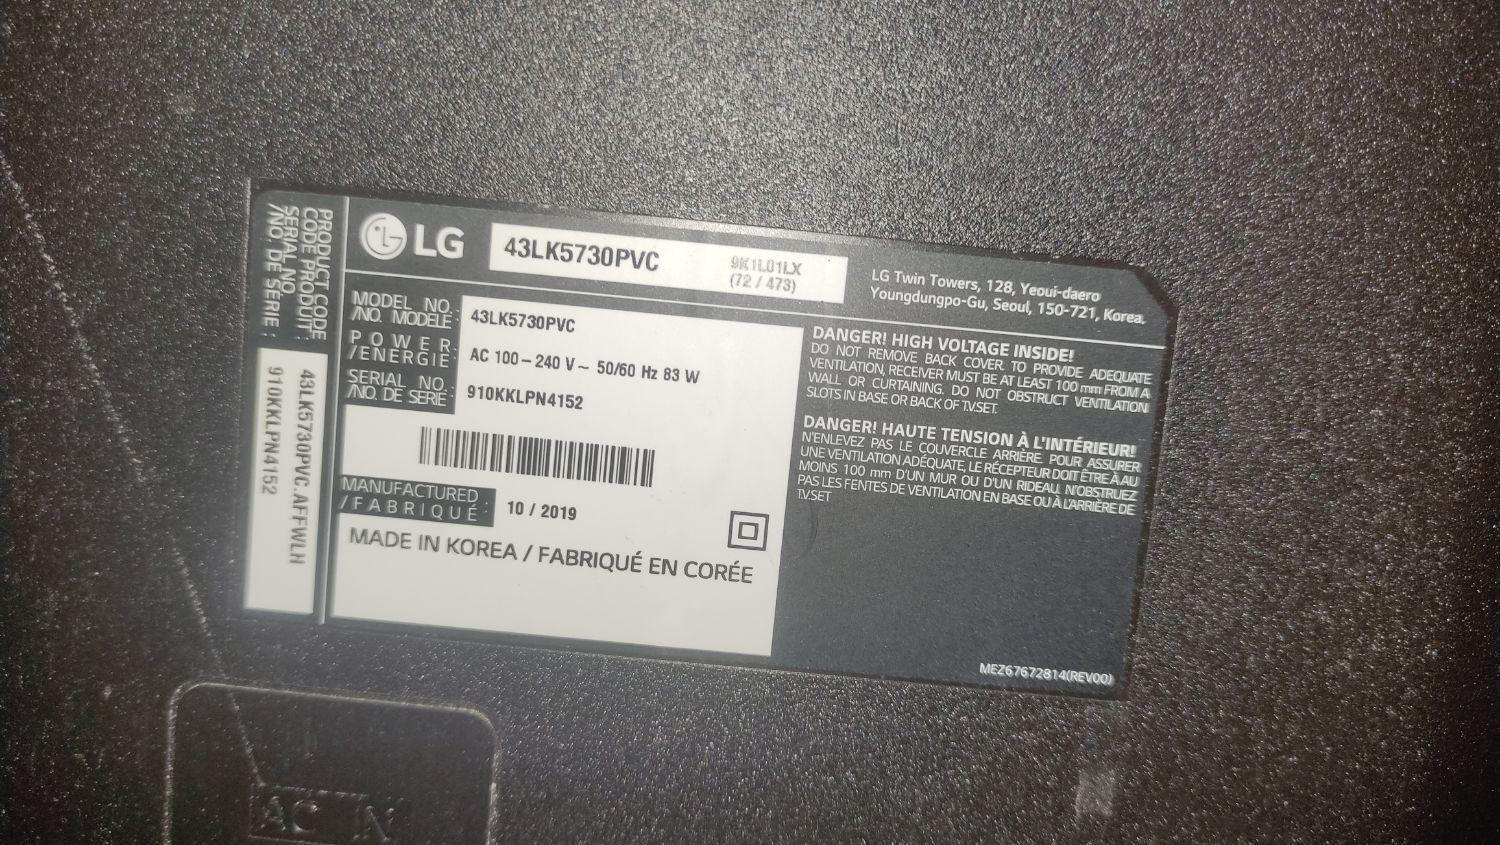 LG
43LK5730PVC
9K1L01LX
(72 / 473)
LG Twin Towers, 128, Yeoui-daero
Youngdungpo-Gu, Seoul, 150-721, Korea.
PRODUCT CODE
CODE PRODUIT :
SERIAL NO.
/NO. DE SÉRIE :
43LK5730PVC.AFFWLH
910KKLPN4152
MODEL NO.
/NO. MODÈLE :
43LK5730PVC
POWER
/ÉNERGIE :
AC 100 – 240 V ~ 50/60 Hz 83 W
SERIAL NO.
/NO. DE SÉRIE :
910KKLPN4152
MANUFACTURED
/FABRIQUÉ :
10 / 2019
MADE IN KOREA / FABRIQUÉ EN CORÉE
DANGER! HIGH VOLTAGE INSIDE!
DO NOT REMOVE BACK COVER. TO PROVIDE ADEQUATE
VENTILATION, RECEIVER MUST BE AT LEAST 100 mm FROM A
WALL OR CURTAINING. DO NOT OBSTRUCT VENTILATION
SLOTS IN BASE OR BACK OF T.V.SET.
DANGER! HAUTE TENSION À L'INTÉRIEUR!
N'ENLEVEZ PAS LE COUVERCLE ARRIÈRE. POUR ASSURER
UNE VENTILATION ADÉQUATE, LE RÉCEPTEUR DOIT ÊTRE À AU
MOINS 100 mm D'UN MUR OU D'UN RIDEAU. N'OBSTRUEZ
PAS LES FENTES DE VENTILATION EN BASE OU À L'ARRIÈRE DE
T.V.SET
MEZ67672814(REV00)
AC IN